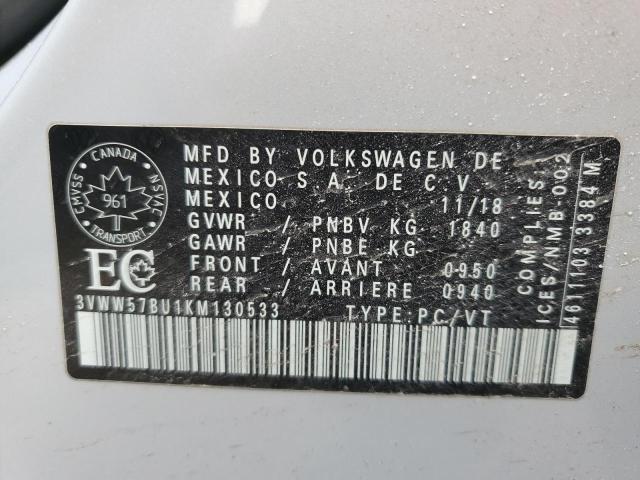 CANADA
CMVSS
NSVAC
961
TRANSPORT
EC
MFD BY VOLKSWAGEN DE
MEXICO S.A. DE C.V.
MEXICO 11/18
GVWR / PNBV KG 1840
GAWR / PNBE KG
FRONT / AVANT 0950
REAR / ARRIERE 0940
3VWW57BU1KM130533 TYPE:PC/VT
COMPLIES:
ICES/NMB-002
4611103 3384 M